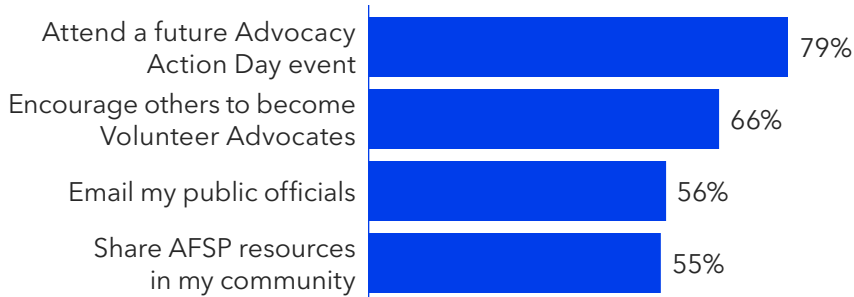 Attend a future Advocacy
Action Day event
79%
Encourage others to become
Volunteer Advocates
66%
Email my public officials
56%
Share AFSP resources
in my community
55%